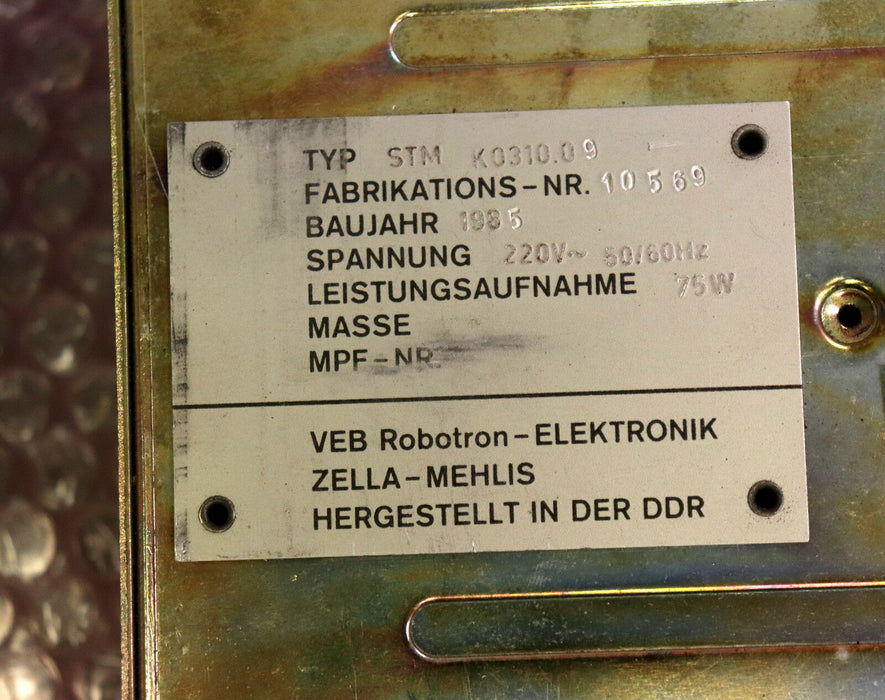 TYP STM K0310.09 –
FABRIKATIONS-NR. 10569
BAUJAHR 1985
SPANNUNG 220V~ 50/60Hz
LEISTUNGSAUFNAHME 75W
MASSE
MPF-NR.
VEB Robotron-ELEKTRONIK
ZELLA-MEHLIS
HERGESTELLT IN DER DDR